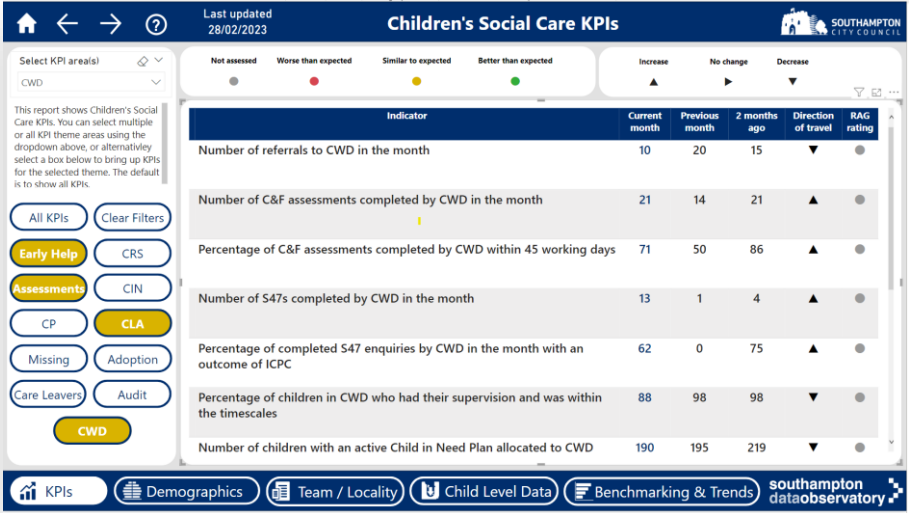 Last updated
28/02/2023
Children's Social Care KPIs
SOUTHAMPTON
CITY COUNCIL
Select KPI area(s)
CWD
This report shows Children's Social
Care KPIs. You can select multiple
or all KPI theme areas using the
dropdown above, or alternativley
select a box below to bring up KPIs
for the selected theme. The default
is to show all KPIs.
All KPIs
Clear Filters
Early Help
CRS
Assessments
CIN
CP
CLA
Missing
Adoption
Care Leavers
Audit
CWD
Not assessed Worse than expected Similar to expected Better than expected
Increase No change Decrease
Indicator Current month Previous month 2 months ago Direction of travel RAG rating
Number of referrals to CWD in the month 10 20 15 ▼
Number of C&F assessments completed by CWD in the month 21 14 21 ▲
Percentage of C&F assessments completed by CWD within 45 working days 71 50 86 ▲
Number of S47s completed by CWD in the month 13 1 4 ▲
Percentage of completed S47 enquiries by CWD in the month with an
outcome of ICPC 62 0 75 ▲
Percentage of children in CWD who had their supervision and was within
the timescales 88 98 98 ▼
Number of children with an active Child in Need Plan allocated to CWD 190 195 219 ▼
KPIs
Demographics
Team / Locality
Child Level Data
Benchmarking & Trends
southampton
dataobservatory